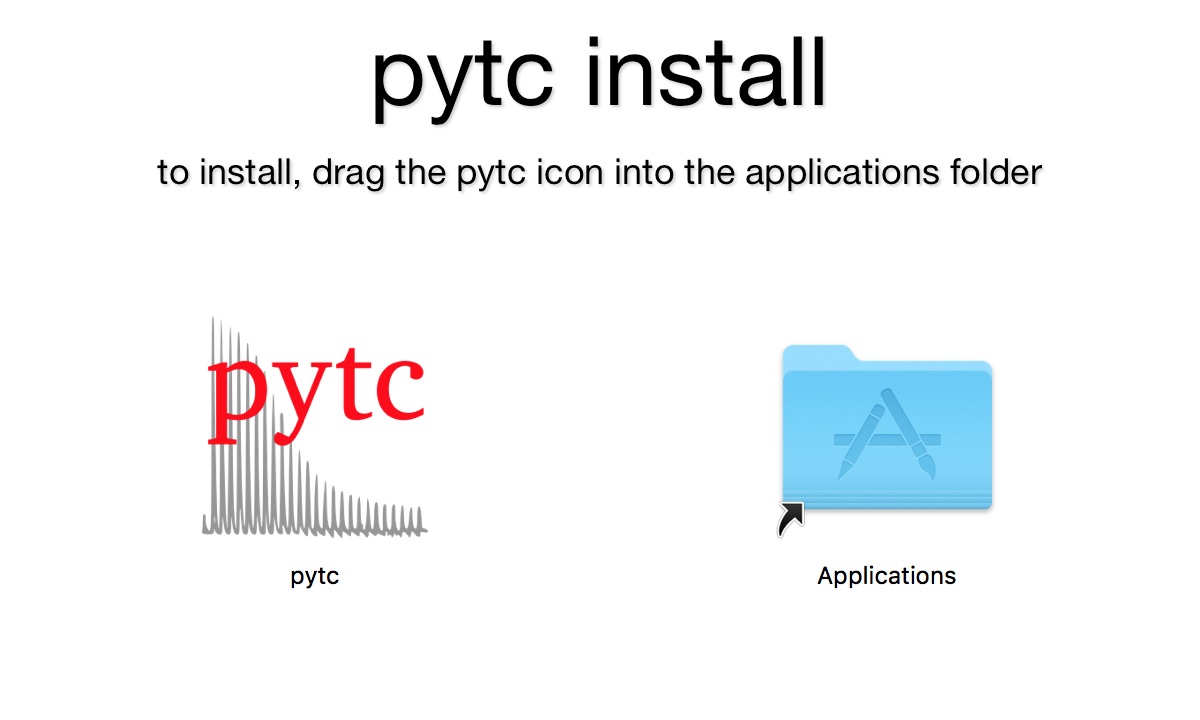 pytc install
to install, drag the pytc icon into the applications folder
pytc
pytc
Applications